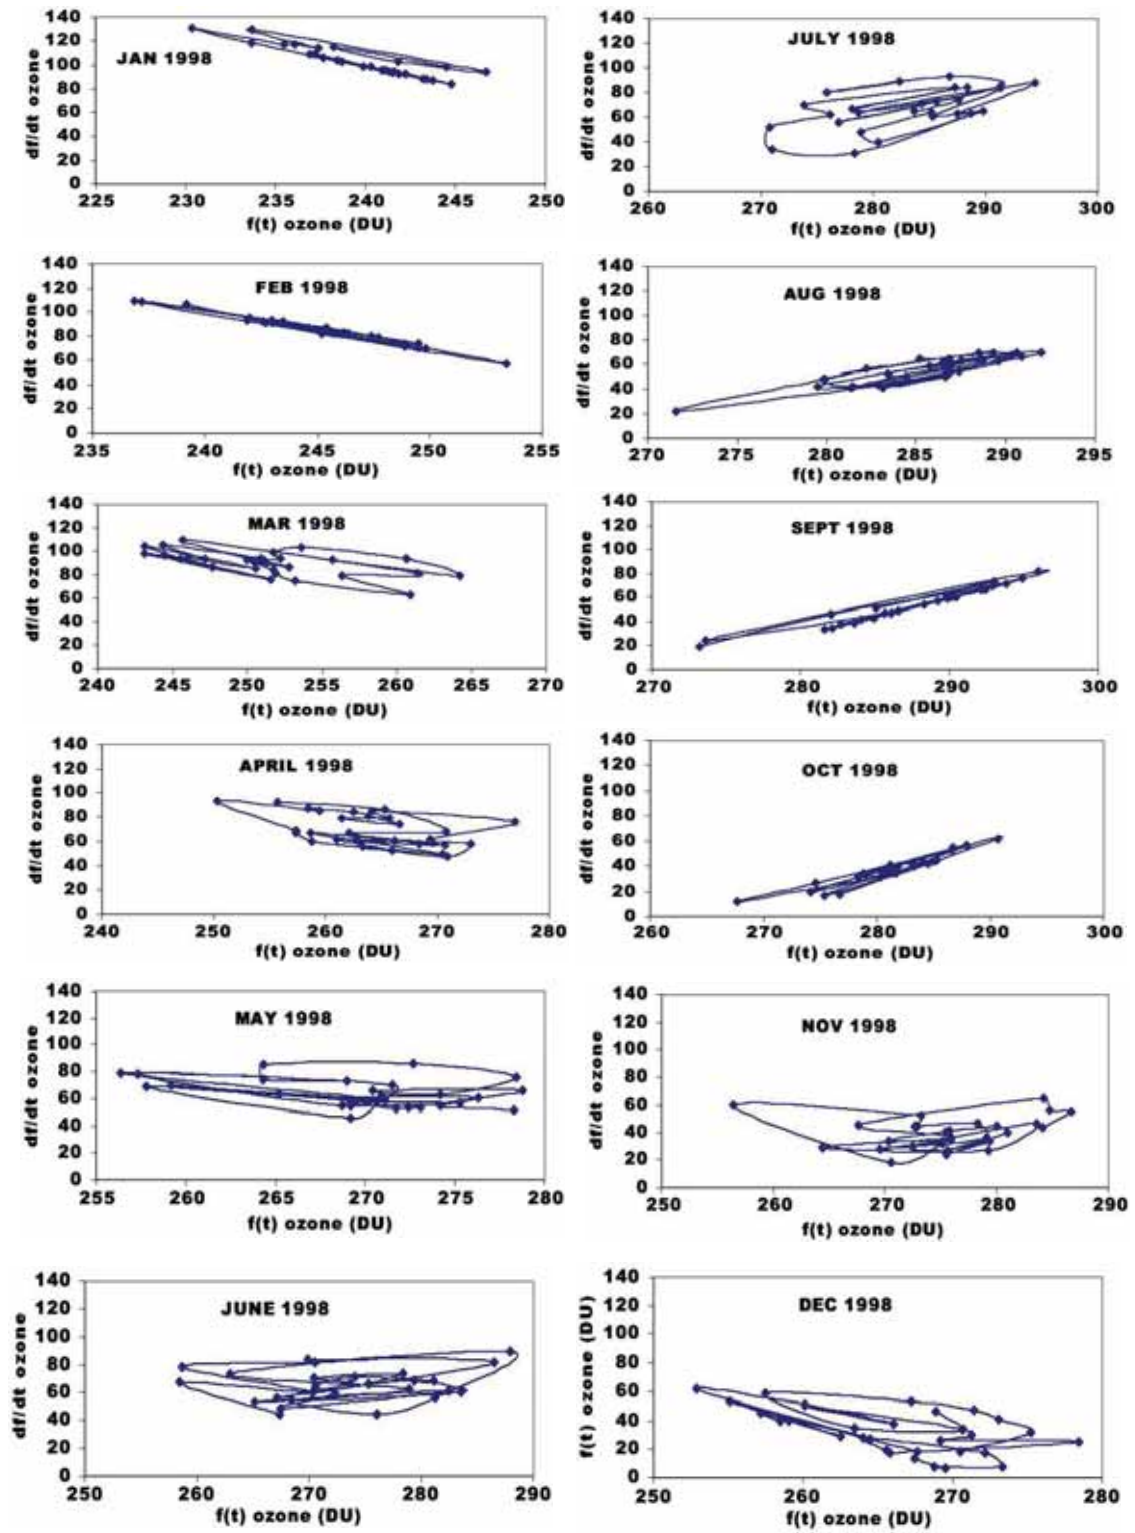 JAN 1998
df/dt ozone
140
120
100
80
60
40
20
0
225 230 235 240 245 250
f(t) ozone (DU)
JULY 1998
df/dt ozone
140
120
100
80
60
40
20
0
260 270 280 290 300
f(t) ozone (DU)
FEB 1998
df/dt ozone
140
120
100
80
60
40
20
0
235 240 245 250 255
f(t) ozone (DU)
AUG 1998
df/dt ozone
140
120
100
80
60
40
20
0
270 275 280 285 290 295
f(t) ozone (DU)
MAR 1998
df/dt ozone
140
120
100
80
60
40
20
0
240 245 250 255 260 265 270
f(t) ozone (DU)
SEPT 1998
df/dt ozone
140
120
100
80
60
40
20
0
270 280 290 300
f(t) ozone (DU)
APRIL 1998
df/dt ozone
140
120
100
80
60
40
20
0
240 250 260 270 280
f(t) ozone (DU)
OCT 1998
df/dt ozone
140
120
100
80
60
40
20
0
260 270 280 290 300
f(t) ozone (DU)
MAY 1998
df/dt ozone
140
120
100
80
60
40
20
0
255 260 265 270 275 280
f(t) ozone (DU)
NOV 1998
df/dt ozone
140
120
100
80
60
40
20
0
250 260 270 280 290
f(t) ozone (DU)
JUNE 1998
df/dt ozone
140
120
100
80
60
40
20
0
250 260 270 280 290
f(t) ozone (DU)
DEC 1998
f(t) ozone (DU)
140
120
100
80
60
40
20
0
250 260 270 280
f(t) ozone (DU)